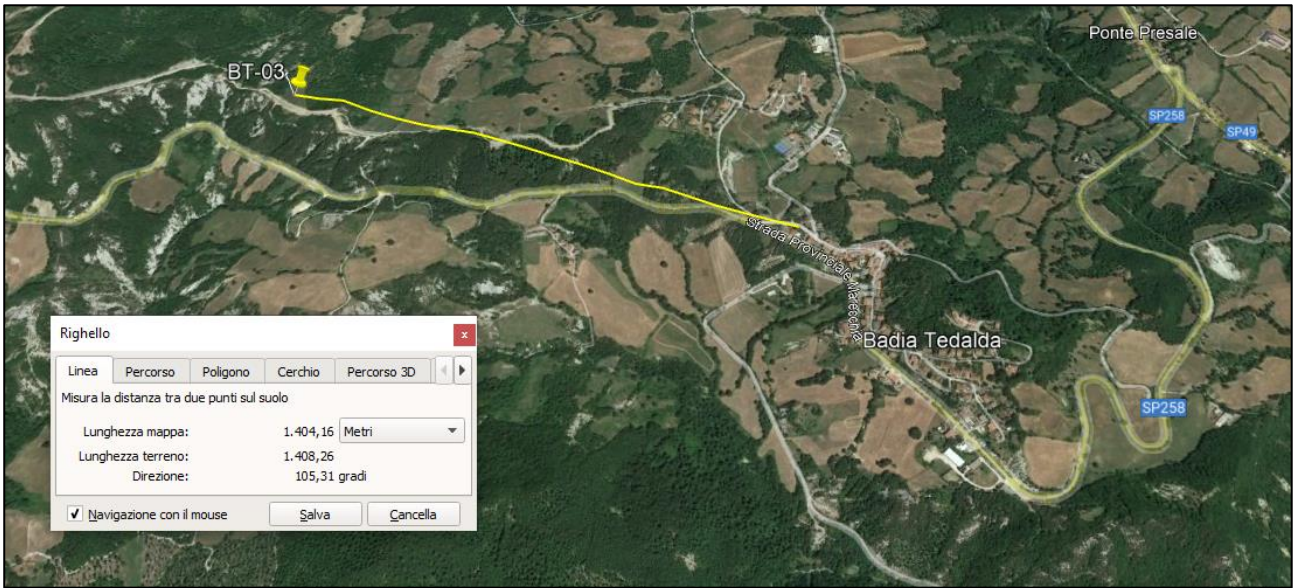 Ponte Presale
BT-03
SP258
SP49
Strada Provinciale Marecchia
Badia Tedalda
SP258
Righello
x
Linea Percorso Poligono Cerchio Percorso 3D
Misura la distanza tra due punti sul suolo
Lunghezza mappa: 1.404,16 Metri
Lunghezza terreno: 1.408,26
Direzione: 105,31 gradi
Navigazione con il mouse Salva Cancella